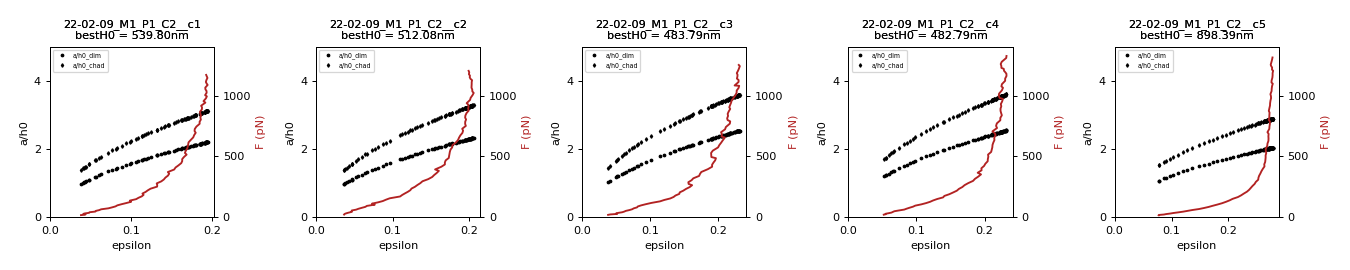 22-02-09_M1_P1_C2__c1
bestH0 = 539.80nm
a/h0_dim
a/h0_chad
4
2
0
a/h0
1000
500
0
F (pN)
0.0
0.1
0.2
epsilon
22-02-09_M1_P1_C2__c2
bestH0 = 512.08nm
a/h0_dim
a/h0_chad
4
2
0
a/h0
1000
500
0
F (pN)
0.0
0.1
0.2
epsilon
22-02-09_M1_P1_C2__c3
bestH0 = 483.79nm
a/h0_dim
a/h0_chad
4
2
0
a/h0
1000
500
0
F (pN)
0.0
0.1
0.2
epsilon
22-02-09_M1_P1_C2__c4
bestH0 = 482.79nm
a/h0_dim
a/h0_chad
4
2
0
a/h0
1000
500
0
F (pN)
0.0
0.1
0.2
epsilon
22-02-09_M1_P1_C2__c5
bestH0 = 898.39nm
a/h0_dim
a/h0_chad
4
2
0
a/h0
1000
500
0
F (pN)
0.0
0.1
0.2
epsilon